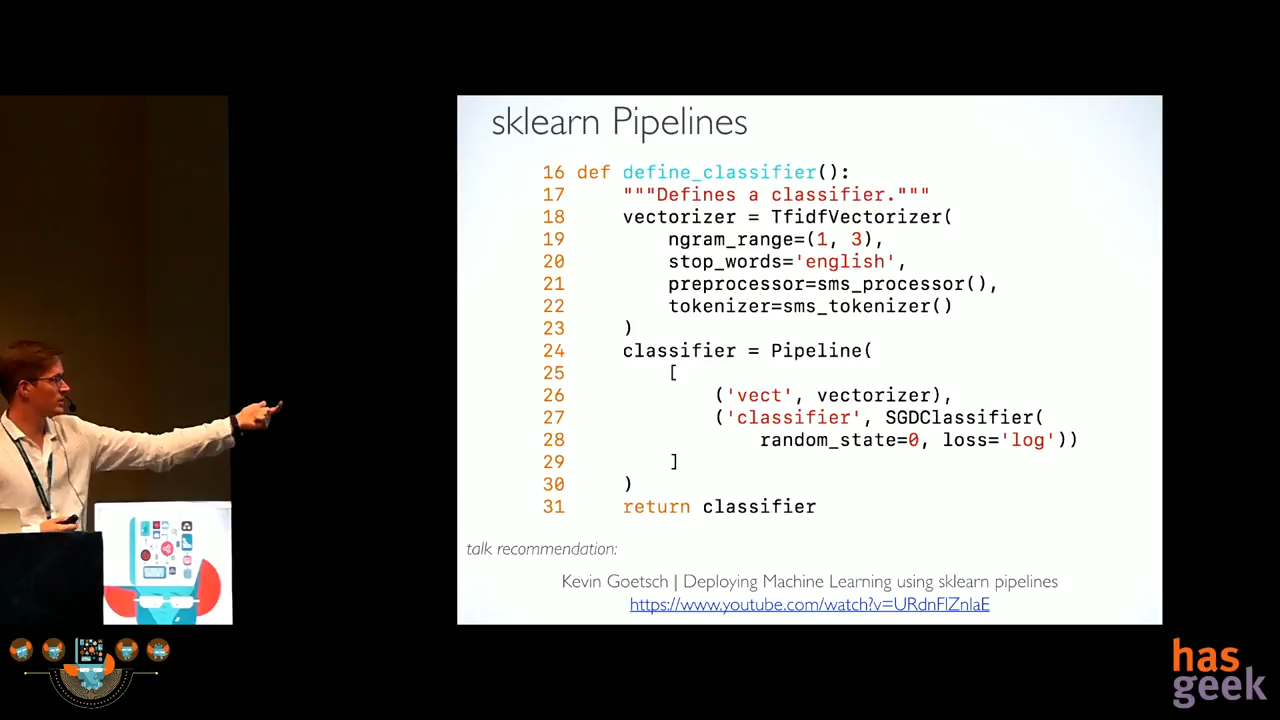 sklearn Pipelines
16 def define_classifier():
17     """Defines a classifier."""
18     vectorizer = TfidfVectorizer(
19         ngram_range=(1, 3),
20         stop_words='english',
21         preprocessor=sms_processor(),
22         tokenizer=sms_tokenizer()
23     )
24     classifier = Pipeline(
25         [
26             ('vect', vectorizer),
27             ('classifier', SGDClassifier(
28                 random_state=0, loss='log'))
29         ]
30     )
31     return classifier
talk recommendation:
Kevin Goetsch | Deploying Machine Learning using sklearn pipelines
https://www.youtube.com/watch?v=URdnFlZnlaE
has
geek